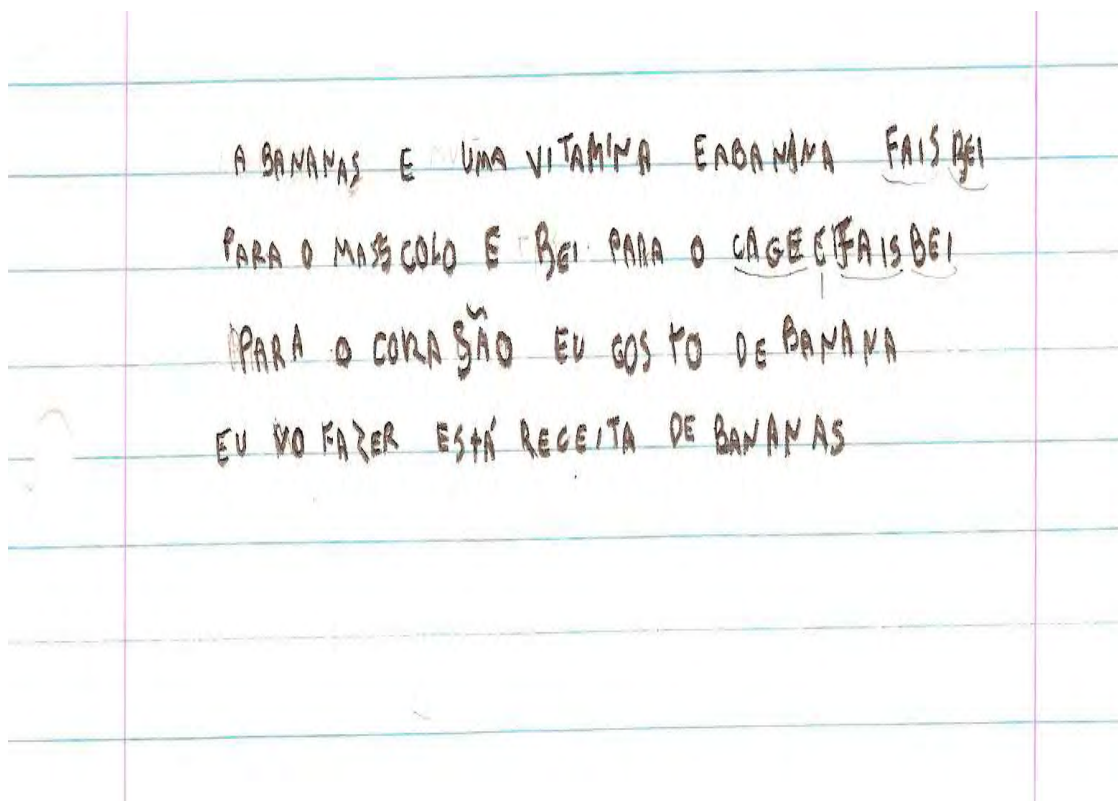 A BANANAS E UMA VITAMINA EABANANA FAIS BEI
PARA O MASSCOLO E BEI PARA O CAGE E FAIS BEI
PARA O CORASÃO EU GOSTO DE BANANA
EU VO FAZER ESTÁ RECEITA DE BANANAS